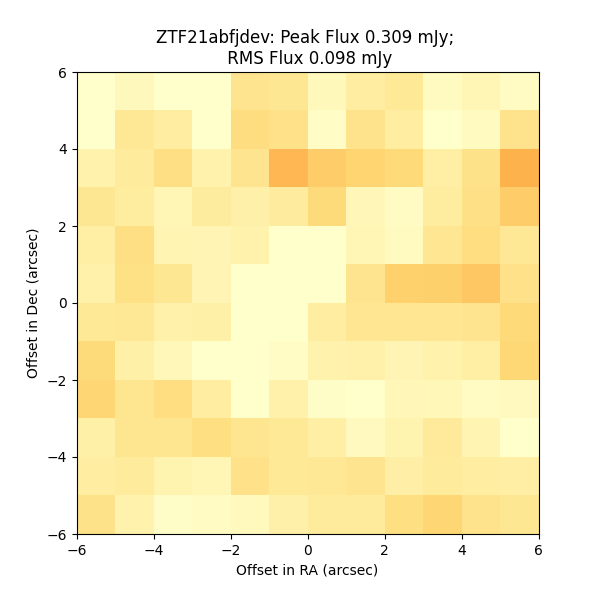 ZTF21abfjdev: Peak Flux 0.309 mJy;
RMS Flux 0.098 mJy
6
4
2
0
−2
−4
−6
Offset in Dec (arcsec)
−6 −4 −2 0 2 4 6
Offset in RA (arcsec)